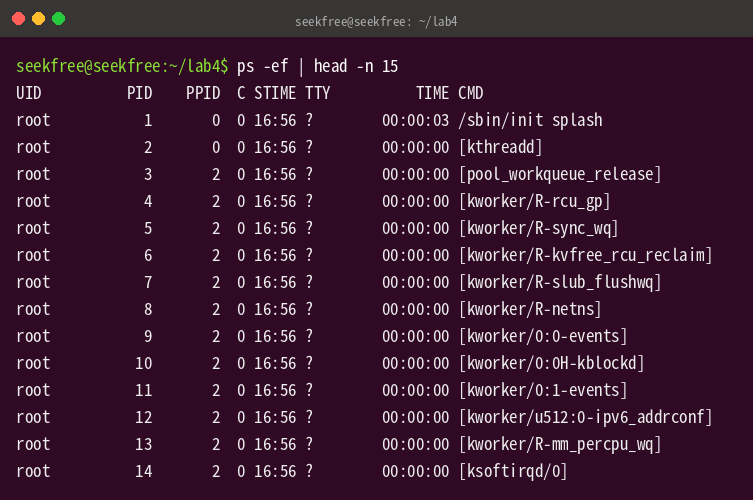 seekfree@seekfree: ~/lab4
seekfree@seekfree:~/lab4$ ps -ef | head -n 15
UID          PID    PPID  C STIME TTY          TIME CMD
root           1       0  0 16:56 ?        00:00:03 /sbin/init splash
root           2       0  0 16:56 ?        00:00:00 [kthreadd]
root           3       2  0 16:56 ?        00:00:00 [pool_workqueue_release]
root           4       2  0 16:56 ?        00:00:00 [kworker/R-rcu_gp]
root           5       2  0 16:56 ?        00:00:00 [kworker/R-sync_wq]
root           6       2  0 16:56 ?        00:00:00 [kworker/R-kvfree_rcu_reclaim]
root           7       2  0 16:56 ?        00:00:00 [kworker/R-slub_flushwq]
root           8       2  0 16:56 ?        00:00:00 [kworker/R-netns]
root           9       2  0 16:56 ?        00:00:00 [kworker/0:0-events]
root          10       2  0 16:56 ?        00:00:00 [kworker/0:0H-kblockd]
root          11       2  0 16:56 ?        00:00:00 [kworker/0:1-events]
root          12       2  0 16:56 ?        00:00:00 [kworker/u512:0-ipv6_addrconf]
root          13       2  0 16:56 ?        00:00:00 [kworker/R-mm_percpu_wq]
root          14       2  0 16:56 ?        00:00:00 [ksoftirqd/0]